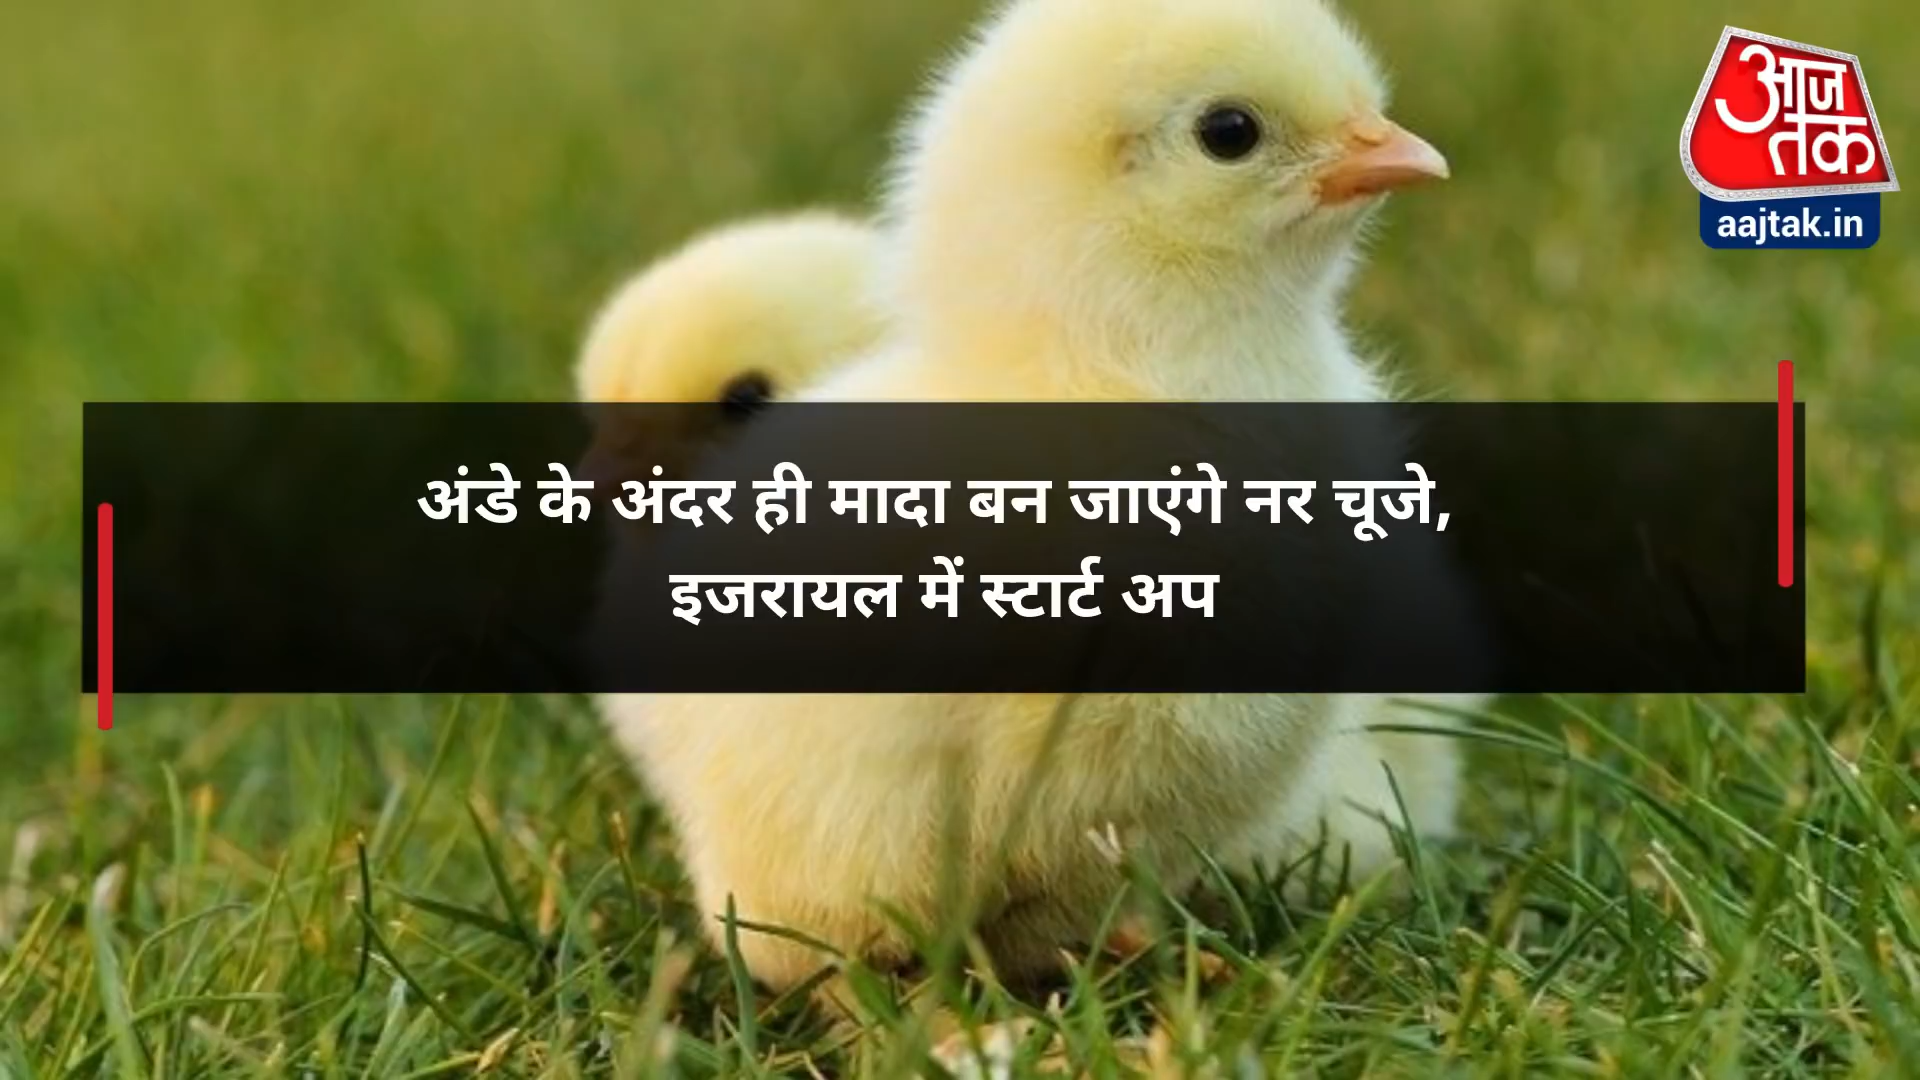 आज
तक
aajtak.in
अंडे के अंदर ही मादा बन जाएंगे नर चूजे,
इजरायल में स्टार्ट अप